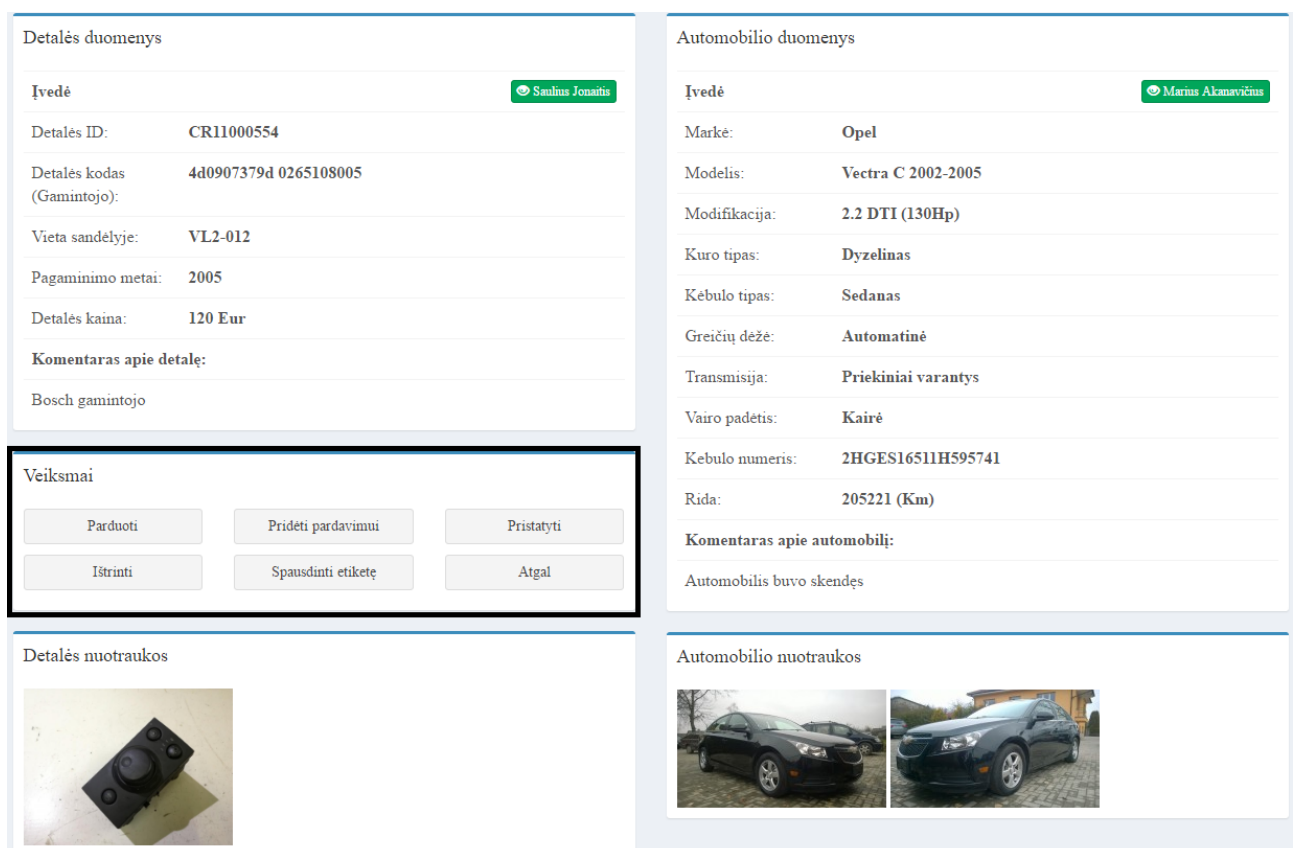 Detalės duomenys
Įvedė
Saulius Jonaitis
Detalės ID: CR11000554
Detalės kodas 4d0907379d 0265108005
(Gamintojo):
Vieta sandėlyje: VL2-012
Pagaminimo metai: 2005
Detalės kaina: 120 Eur
Komentaras apie detalę:
Bosch gamintojo
Veiksmai
Parduoti Pridėti pardavimui Pristatyti
Ištrinti Spausdinti etiketę Atgal
Detalės nuotraukos
Automobilio duomenys
Įvedė
Marius Akanavičius
Markė: Opel
Modelis: Vectra C 2002-2005
Modifikacija: 2.2 DTI (130Hp)
Kuro tipas: Dyzelinas
Kėbulo tipas: Sedanas
Greičių dėžė: Automatinė
Transmisija: Priekiniai varantys
Vairo padėtis: Kairė
Kebulo numeris: 2HGES16511H595741
Rida: 205221 (Km)
Komentaras apie automobilį:
Automobilis buvo skendęs
Automobilio nuotraukos